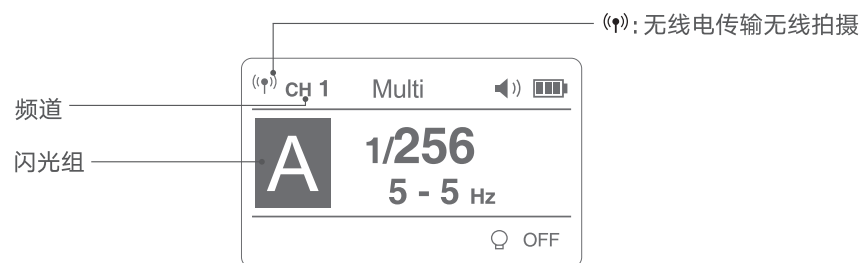 ((•)): 无线电传输无线拍摄
CH 1 Multi
频道
闪光组
A
1/256
5 - 5 Hz
OFF